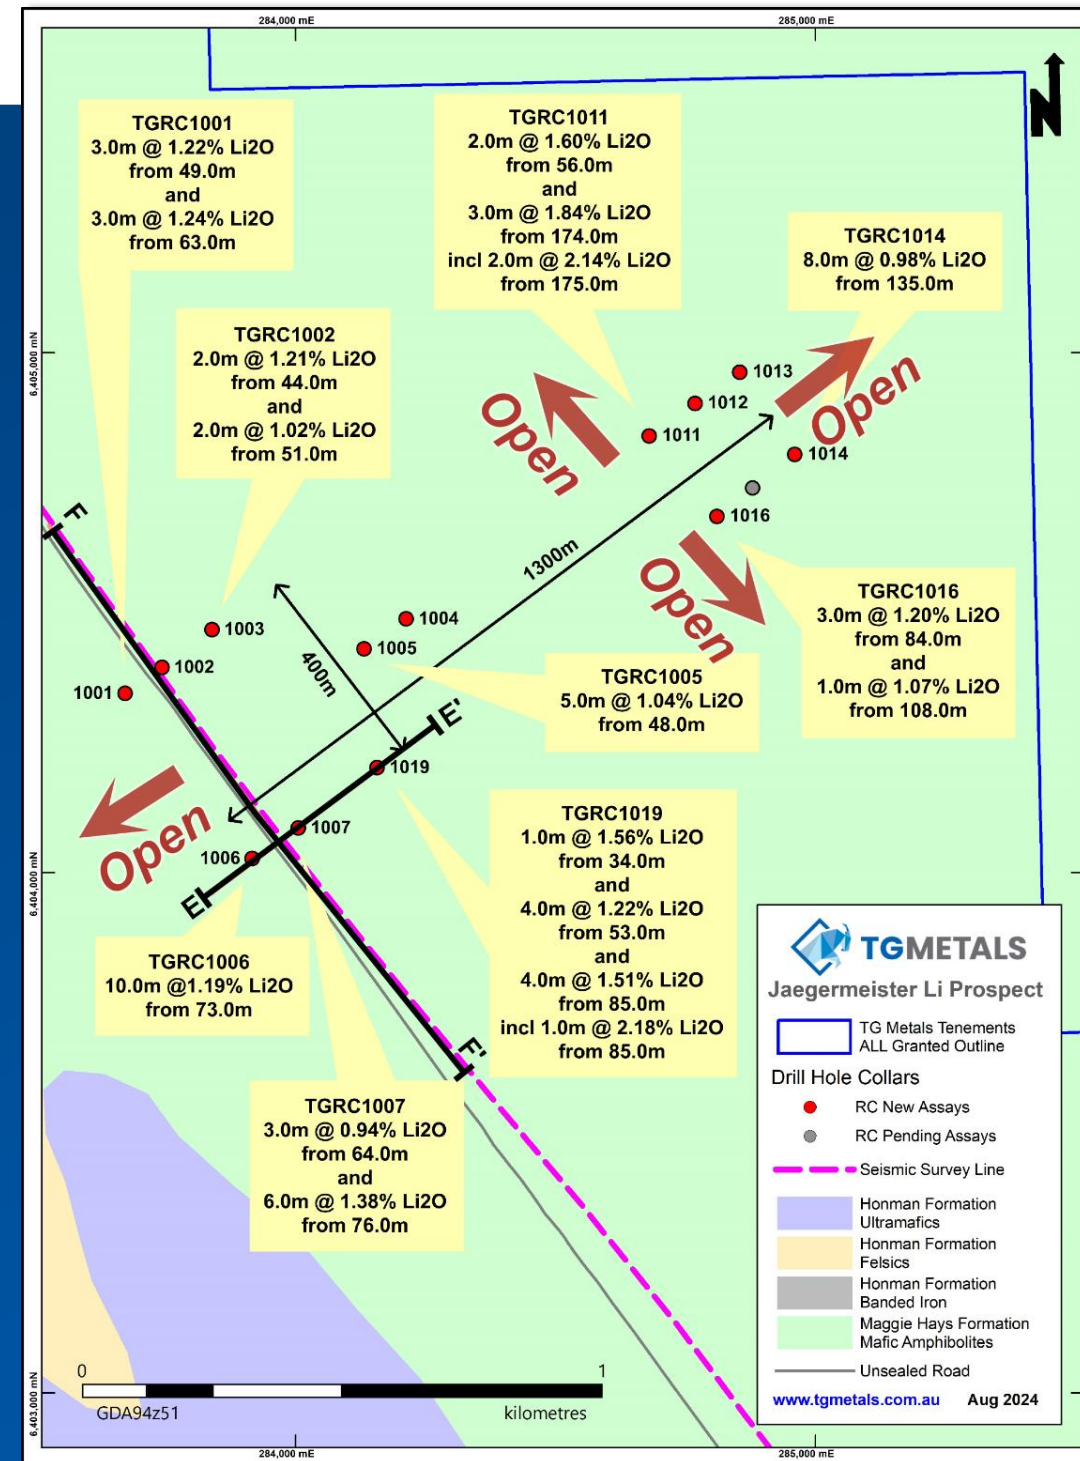 284,000 mE
285,000 mE
N
TGRC1001
3.0m @ 1.22% Li2O
from 49.0m
and
3.0m @ 1.24% Li2O
from 63.0m
TGRC1011
2.0m @ 1.60% Li2O
from 56.0m
and
3.0m @ 1.84% Li2O
from 174.0m
incl 2.0m @ 2.14% Li2O
from 175.0m
TGRC1014
8.0m @ 0.98% Li2O
from 135.0m
TGRC1002
2.0m @ 1.21% Li2O
from 44.0m
and
2.0m @ 1.02% Li2O
from 51.0m
6,405,000 mN
1013
1012
1011
1014
1016
Open
Open
Open
1300m
F
1003
1004
1002
1005
1001
400m
TGRC1005
5.0m @ 1.04% Li2O
from 48.0m
TGRC1016
3.0m @ 1.20% Li2O
from 84.0m
and
1.0m @ 1.07% Li2O
from 108.0m
E'
1019
Open
1007
1006
E
6,404,000 mN
TGRC1019
1.0m @ 1.56% Li2O
from 34.0m
and
4.0m @ 1.22% Li2O
from 53.0m
and
4.0m @ 1.51% Li2O
from 85.0m
incl 1.0m @ 2.18% Li2O
from 85.0m
TGRC1006
10.0m @1.19% Li2O
from 73.0m
F'
TGRC1007
3.0m @ 0.94% Li2O
from 64.0m
and
6.0m @ 1.38% Li2O
from 76.0m
TGMETALS
Jaegermeister Li Prospect
TG Metals Tenements
ALL Granted Outline
Drill Hole Collars
RC New Assays
RC Pending Assays
Seismic Survey Line
Honman Formation
Ultramafics
Honman Formation
Felsics
Honman Formation
Banded Iron
Maggie Hays Formation
Mafic Amphibolites
Unsealed Road
www.tgmetals.com.au Aug 2024
0 1
GDA94z51 kilometres
6,403,000 mN
284,000 mE
285,000 mE